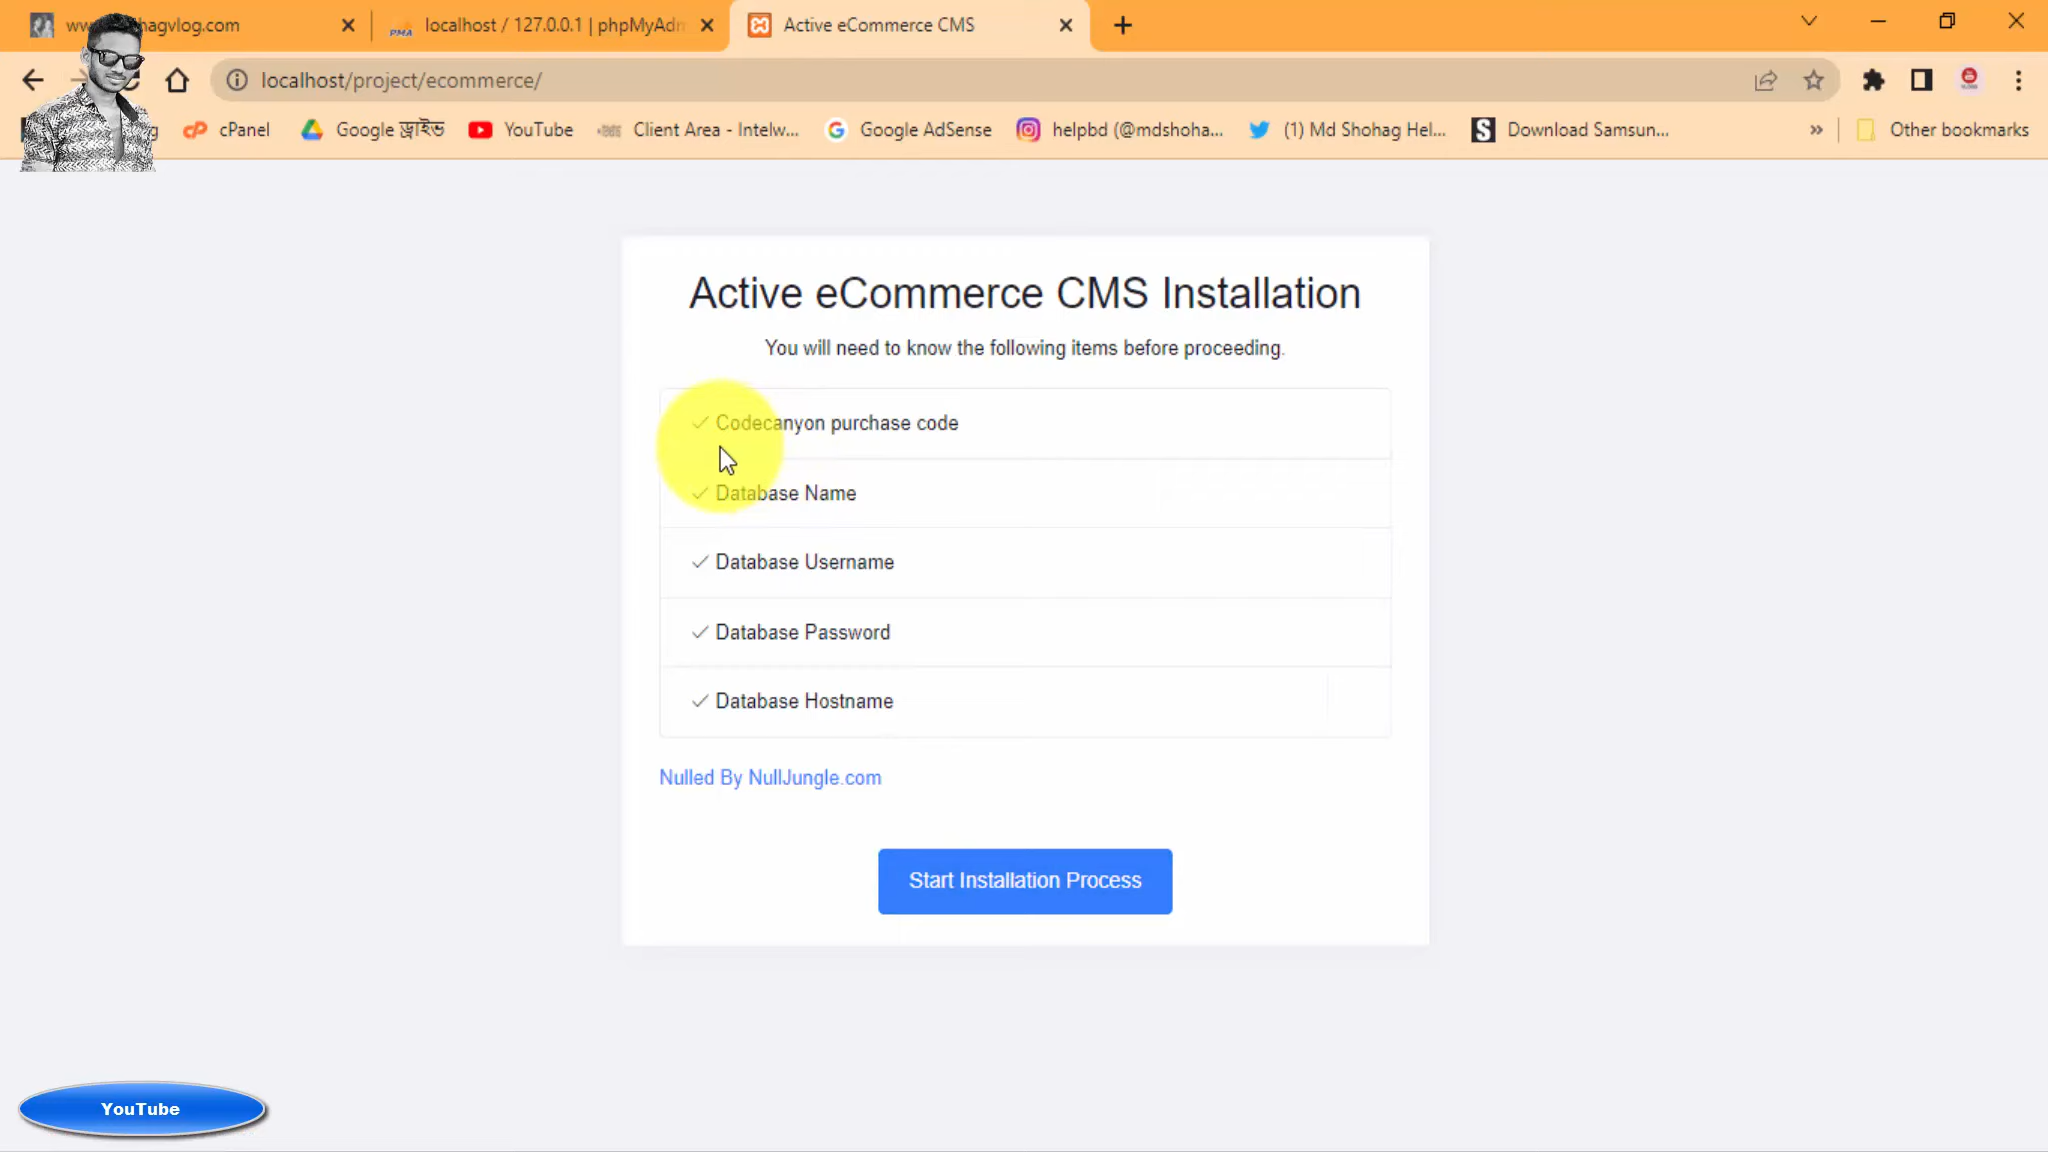 hagvlog.com
localhost / 127.0.0.1 | phpMyAdm
Active eCommerce CMS
localhost/project/ecommerce/
cPanel
Google ড্রাইভ
YouTube
Client Area - Intelw...
Google AdSense
helpbd (@mdshoha...
(1) Md Shohag Hel...
Download Samsun...
Other bookmarks
Active eCommerce CMS Installation
You will need to know the following items before proceeding.
Codecanyon purchase code
Database Name
Database Username
Database Password
Database Hostname
Nulled By NullJungle.com
Start Installation Process
YouTube